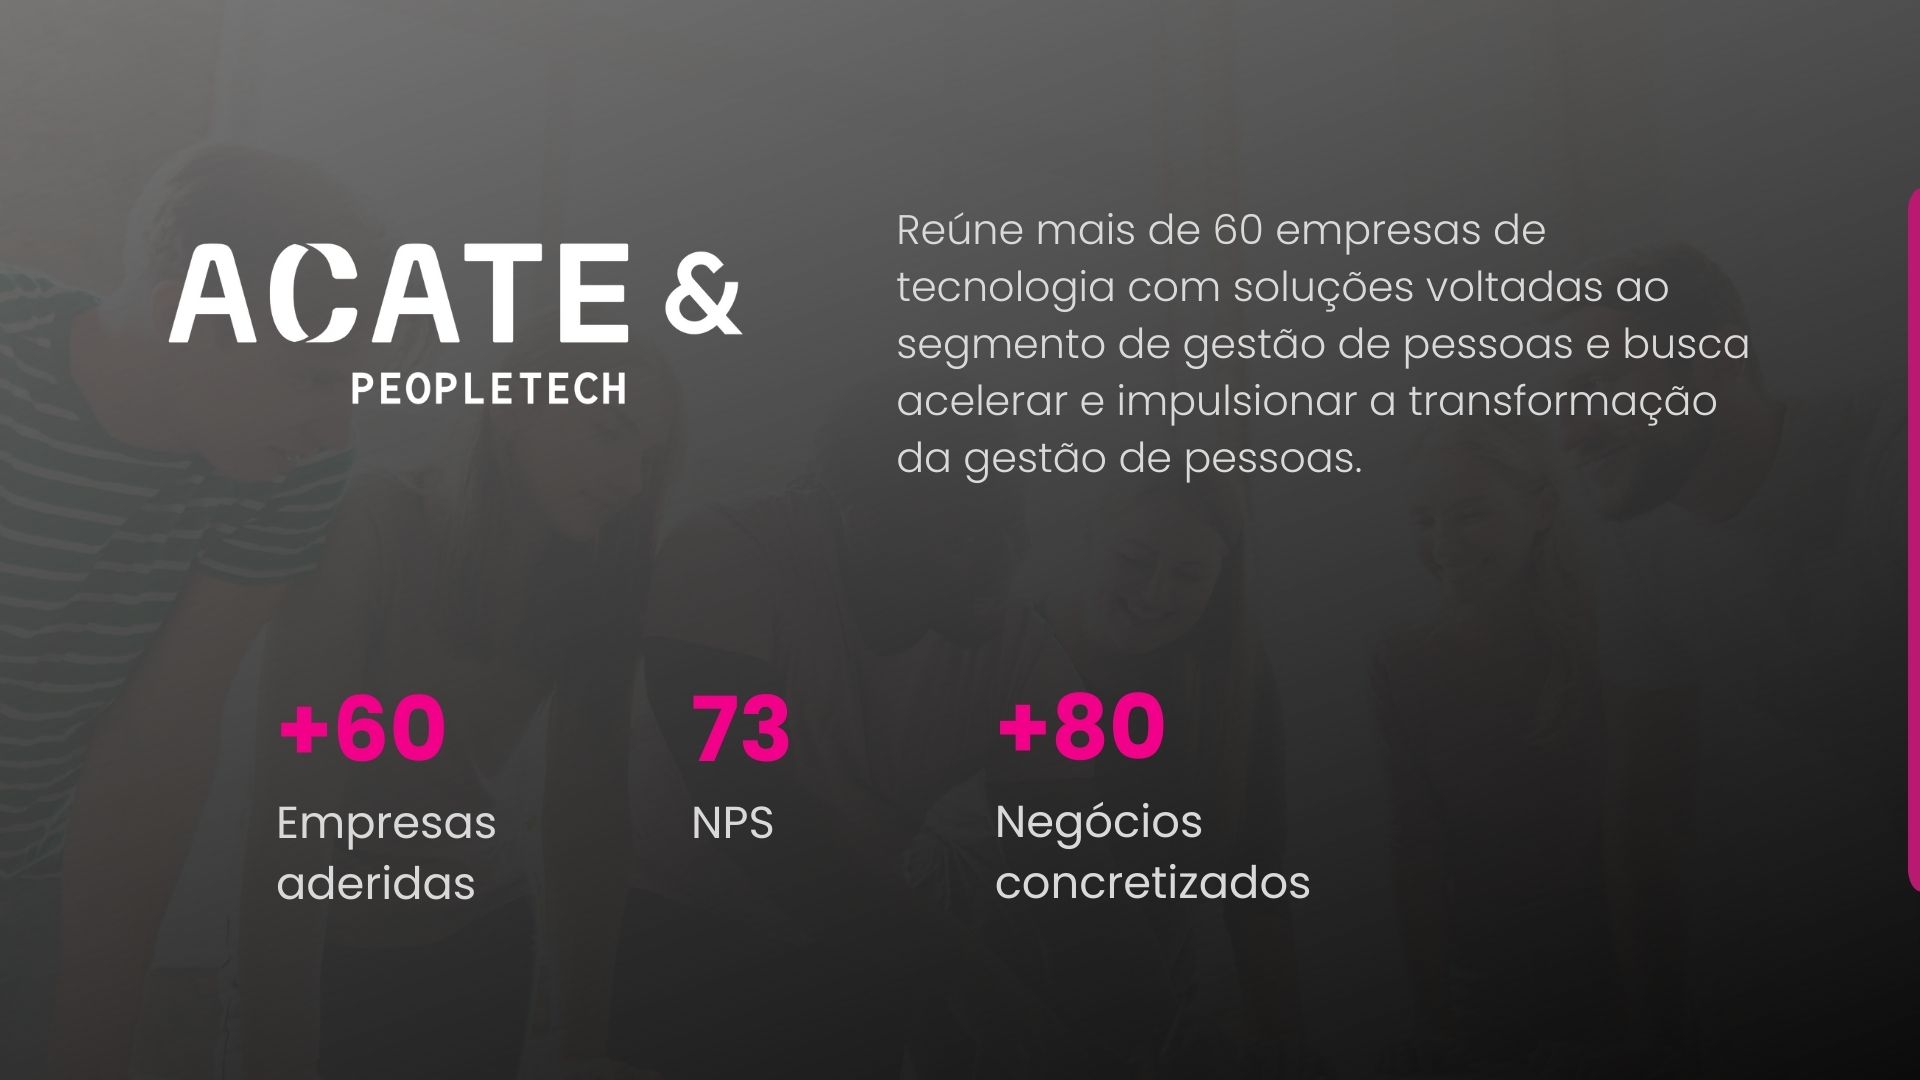 ACATE &
PEOPLETECH
Reúne mais de 60 empresas de
tecnologia com soluções voltadas ao
segmento de gestão de pessoas e busca
acelerar e impulsionar a transformação
da gestão de pessoas.
+60
Empresas
aderidas
73
NPS
+80
Negócios
concretizados